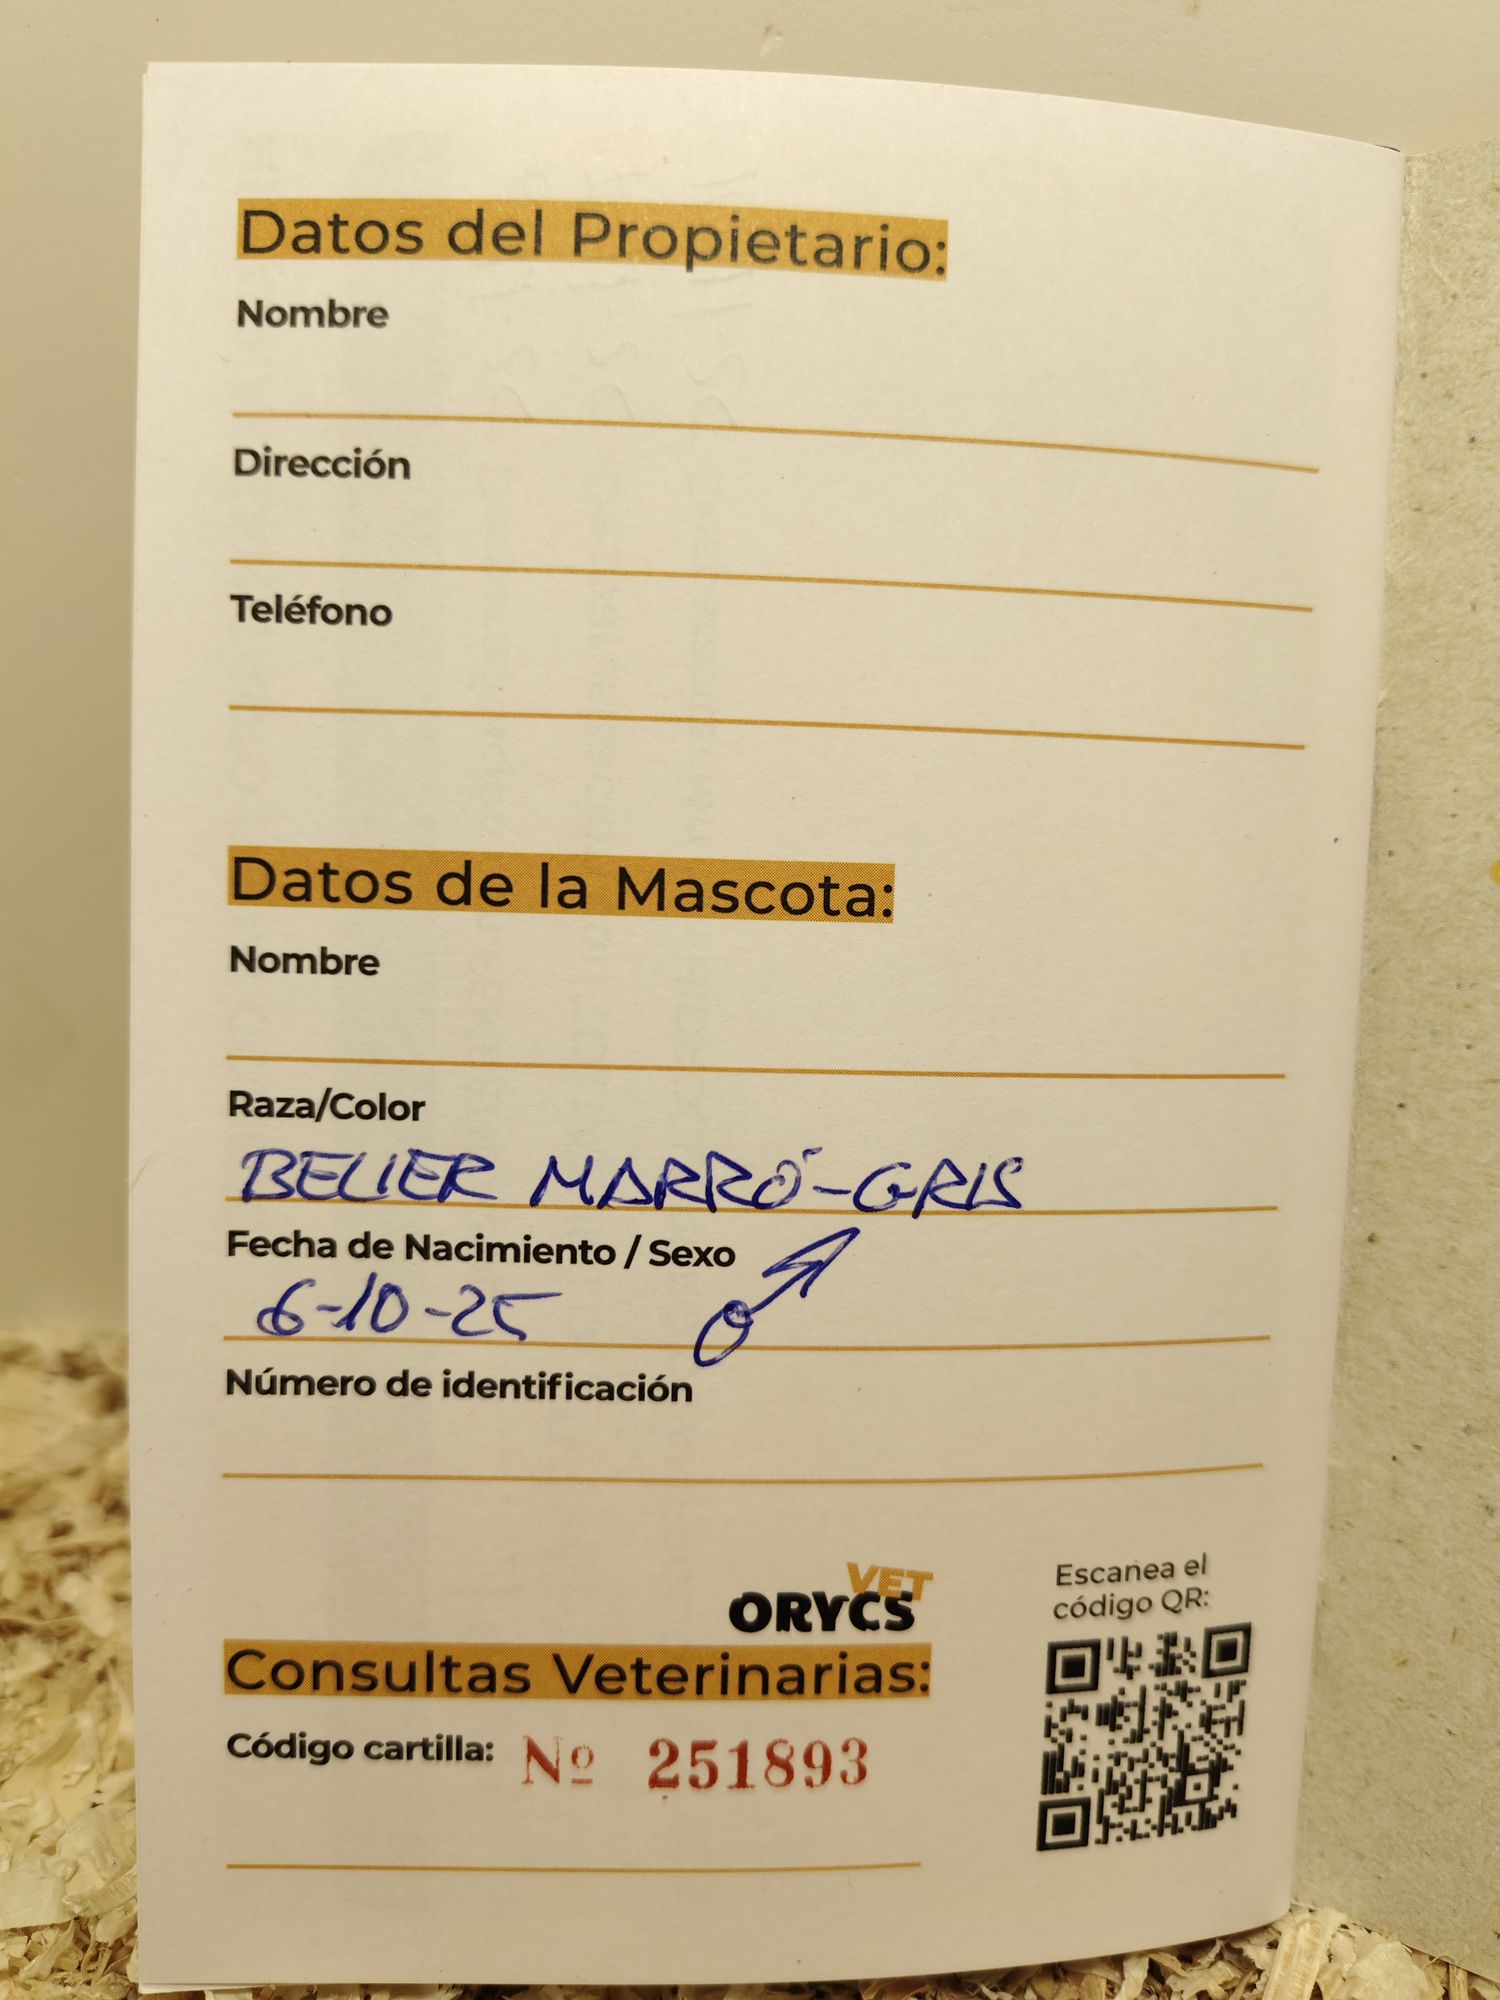 Datos del Propietario:
Nombre
Dirección
Teléfono
Datos de la Mascota:
Nombre
Raza/Color
BELIER MARRÓ-GRIS
Fecha de Nacimiento / Sexo
6-10-25 ♂
Número de identificación
VET
ORYCS
Consultas Veterinarias:
Código cartilla: Nº 251893
Escanea el
código QR: